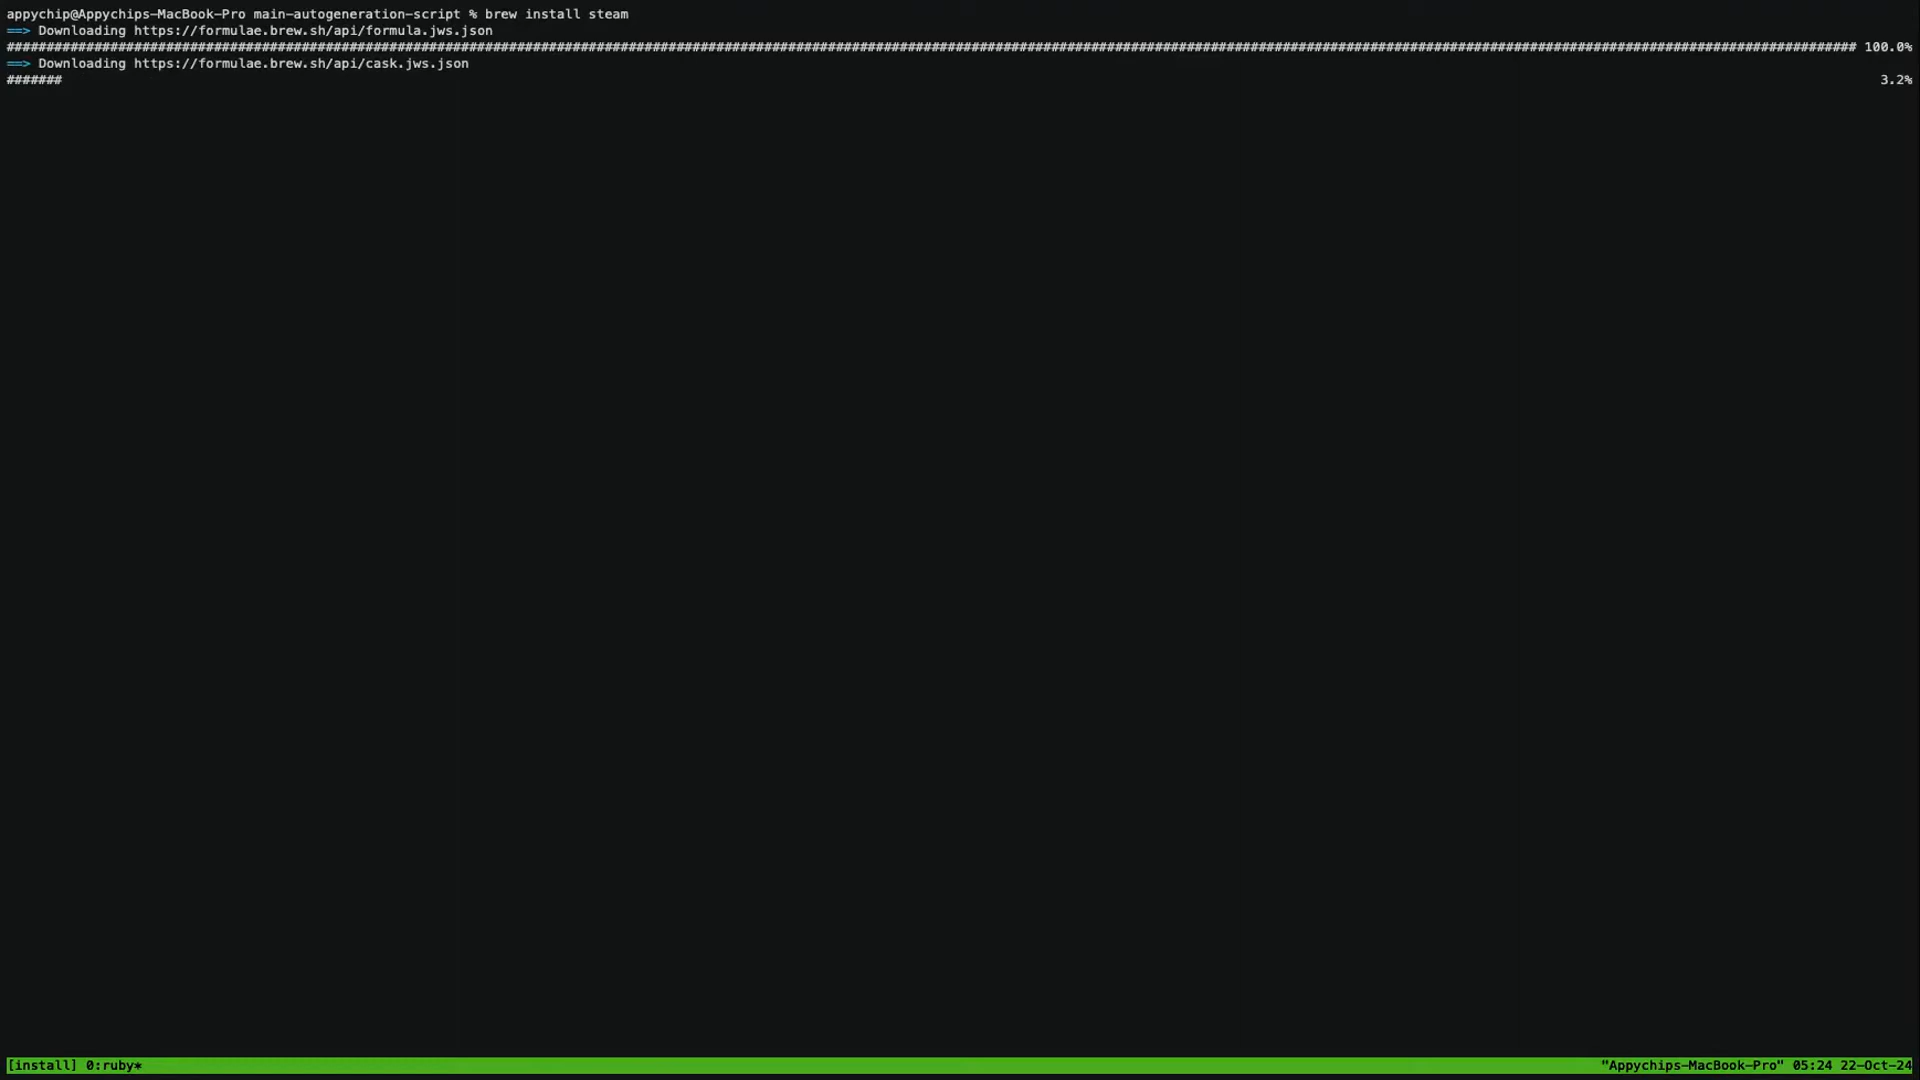 appychip@Appychips-MacBook-Pro main-autogeneration-script % brew install steam
==> Downloading https://formulae.brew.sh/api/formula.jws.json
######################################################################################################################################################################################################################################## 100.0%
==> Downloading https://formulae.brew.sh/api/cask.jws.json
####### 3.2%
[install] 0:ruby* "Appychips-MacBook-Pro" 05:24 22-Oct-24